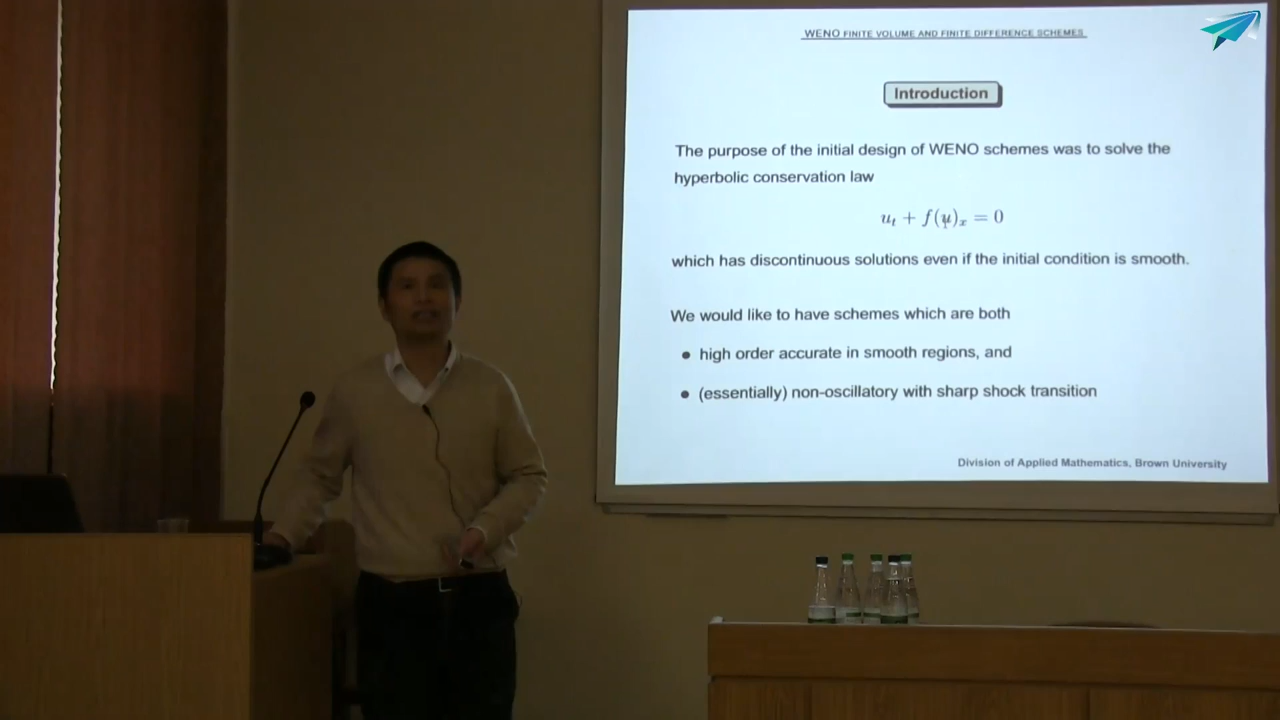 WENO FINITE VOLUME AND FINITE DIFFERENCE SCHEMES
Introduction
The purpose of the initial design of WENO schemes was to solve the
hyperbolic conservation law
u_t + f(u)_x = 0
which has discontinuous solutions even if the initial condition is smooth.
We would like to have schemes which are both
• high order accurate in smooth regions, and
• (essentially) non-oscillatory with sharp shock transition
Division of Applied Mathematics, Brown University